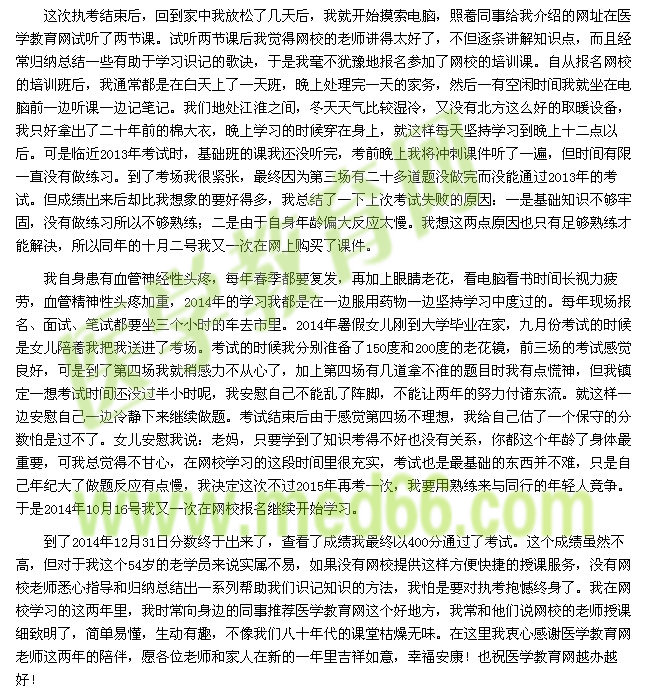 这次执考结束后，回到家中我放松了几天后，我就开始摸索电脑，照着同事给我介绍的网址在医
学教育网试听了两节课。试听两节课后我觉得网校的老师讲得太好了，不但逐条讲解知识点，而且经
常归纳总结一些有助于学习识记的歌诀，于是我毫不犹豫地报名参加了网校的培训课。自从报名网校
的培训班后，我通常都是在白天上了一天班，晚上处理完一天的家务，然后一有空闲时间我就坐在电
脑前一边听课一边记笔记。我们地处江淮之间，冬天天气比较湿冷，又没有北方这么好的取暖设备，
我只好拿出了二十年前的棉大衣，晚上学习的时候穿在身上，就这样每天坚持学习到晚上十二点以
后。可是临近2013年考试时，基础班的课我还没听完，考前晚上我将冲刺课件听了一遍，但时间有限
一直没有做练习。到了考场我很紧张，最终因为第三场有二十多道题没做完而没能通过2013年的考
试。但成绩出来后却比我想象的要好得多，我总结了一下上次考试失败的原因：一是基础知识不够牢
固，没有做练习所以不够熟练；二是由于自身年龄偏大反应太慢。我想这两点原因也只有足够熟练才
能解决，所以同年的十月二号我又一次在网上购买了课件。
我自身患有血管神经性头疼，每年春季都要复发，再加上眼睛老花，看电脑看书时间长视力疲
劳，血管精神性头疼加重，2014年的学习我都是在一边服用药物一边坚持学习中度过的。每年现场报
名、面试、笔试都要坐三个小时的车去市里。2014年暑假女儿刚到大学毕业在家，九月份考试的时候
是女儿陪着我把我送进了考场。考试的时候我分别准备了150度和200度的老花镜，前三场的考试感觉
良好，可是到了第四场我就稍感力不从心了，加上第四场有几道拿不准的题目时我有点慌神，但我镇
定一想考试时间还没过半小时呢，我安慰自己不能乱了阵脚，不能让两年的努力付诸东流。就这样一
边安慰自己一边冷静下来继续做题。考试结束后由于感觉第四场不理想，我给自己估了一个保守的分
数怕是过不了。女儿安慰我说：老妈，只要学到了知识考得不好也没有关系，你都这个年龄了身体最
重要，可我总觉得不甘心，在网校学习的这段时间里很充实，考试也是最基础的东西并不难，只是自
己年纪大了做题反应有点慢，我决定这次不过2015年再考一次，我要用熟练来与同行的年轻人竞争。
于是2014年10月16号我又一次在网校报名继续开始学习。
到了2014年12月31日分数终于出来了，查看了成绩我最终以400分通过了考试。这个成绩虽然不
高，但对于我这个54岁的老学员来说实属不易，如果没有网校提供这样方便快捷的授课服务，没有网
校老师悉心指导和归纳总结出一系列帮助我们识记知识的方法，我怕是要对执考抱憾终身了。我在网
校学习的这两年里，我时常向身边的同事推荐医学教育网这个好地方，我常和他们说网校的老师授课
细致明了，简单易懂，生动有趣，不像我们八十年代的课堂枯燥无味。在这里我衷心感谢医学教育网
老师这两年的陪伴，愿各位老师和家人在新的一年里吉祥如意，幸福安康！也祝医学教育网越办越
好！
医学教育网
www.med66.com